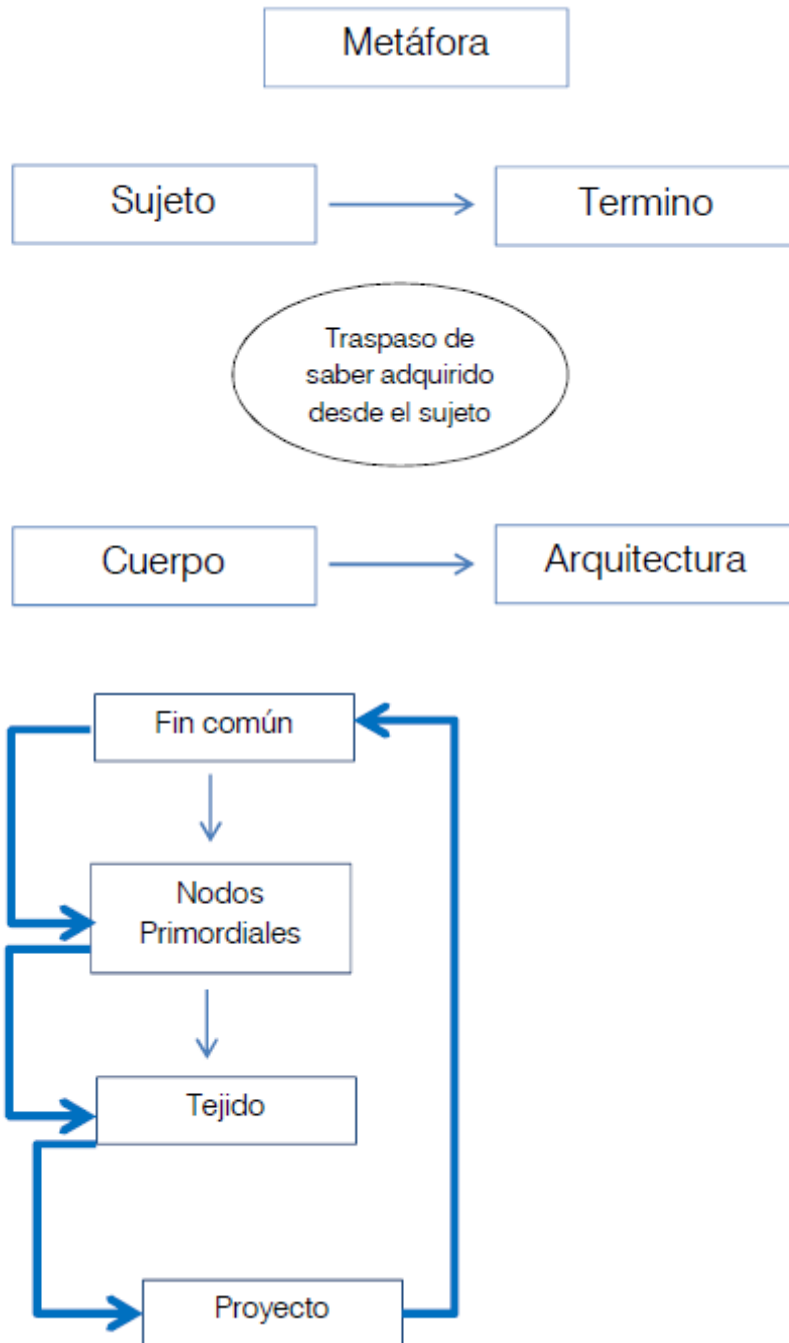 Metáfora
Sujeto
Termino
Traspaso de
saber adquirido
desde el sujeto
Cuerpo
Arquitectura
Fin común
Nodos
Primordiales
Tejido
Proyecto